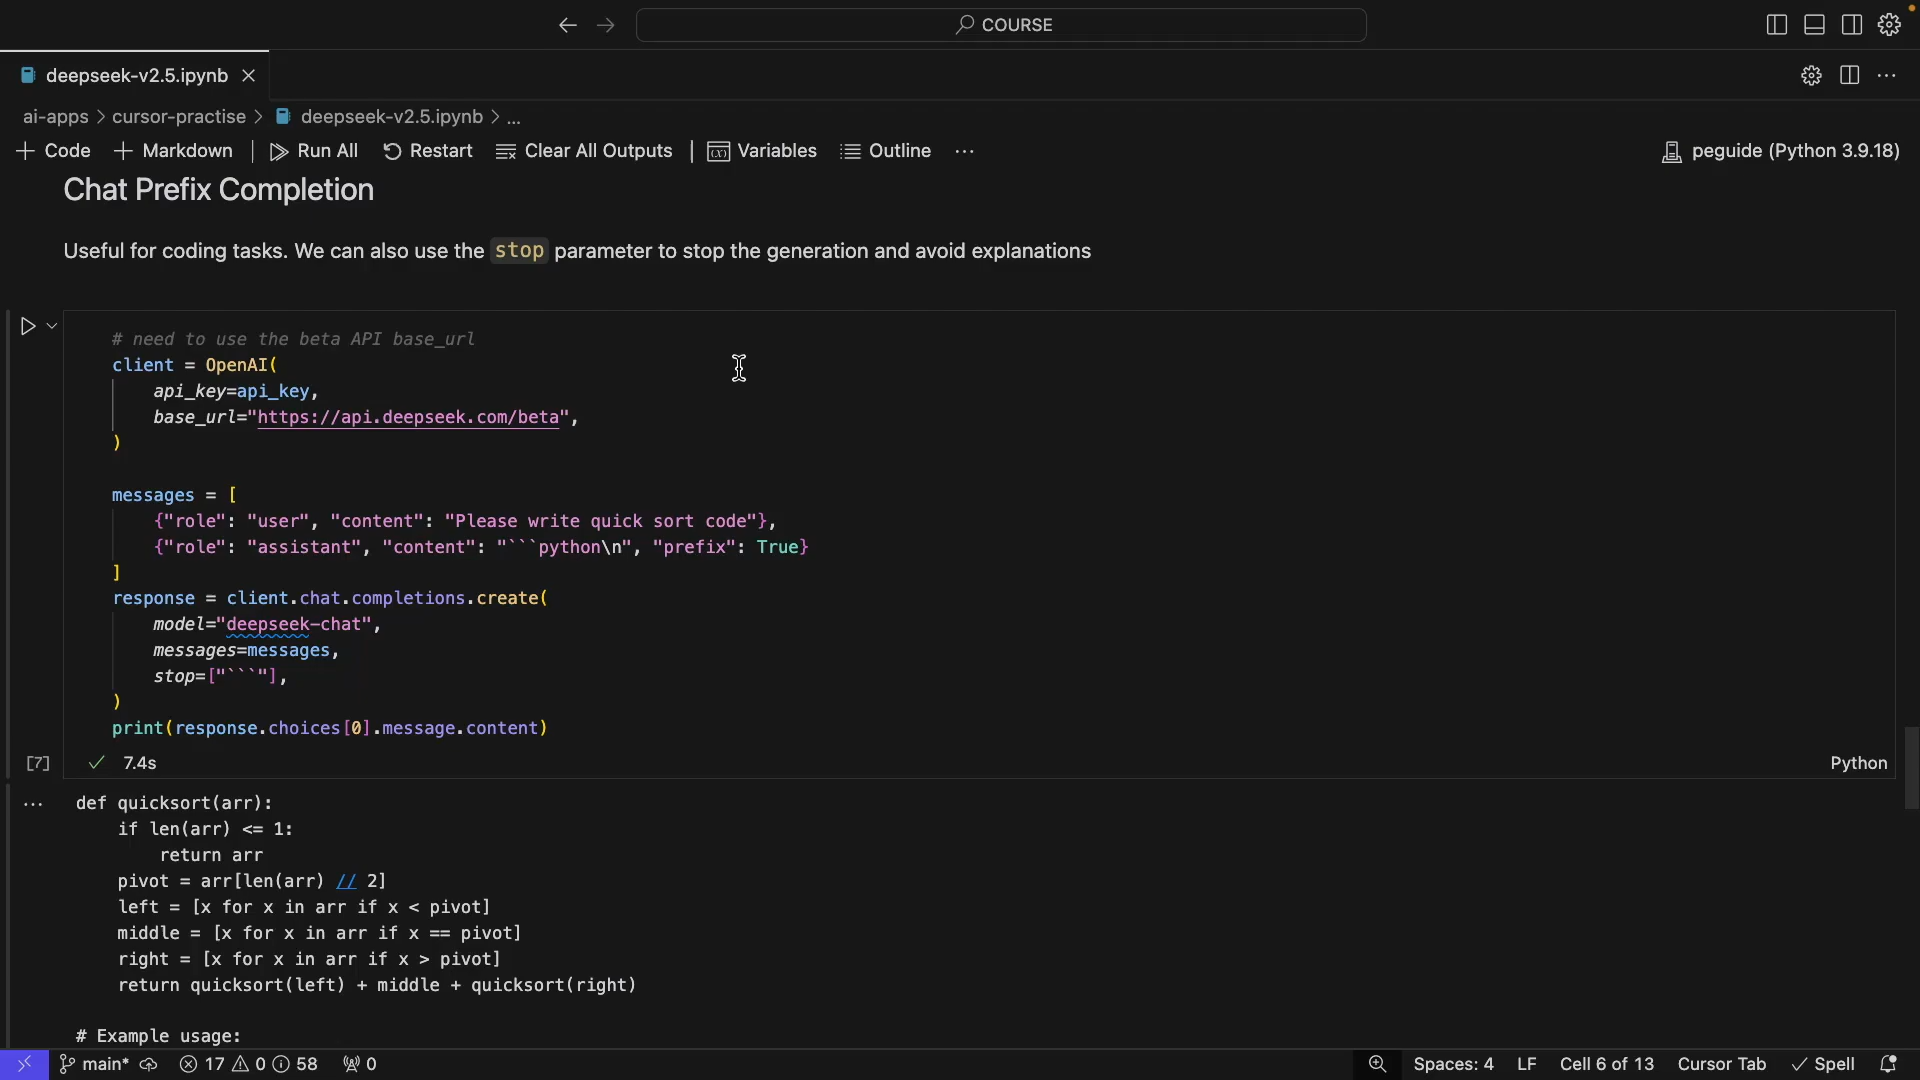 COURSE
deepseek-v2.5.ipynb
ai-apps > cursor-practise > deepseek-v2.5.ipynb > ...
+ Code + Markdown | Run All Restart Clear All Outputs | Variables Outline ... peguide (Python 3.9.18)
Chat Prefix Completion
Useful for coding tasks. We can also use the stop parameter to stop the generation and avoid explanations
# need to use the beta API base_url
client = OpenAI(
    api_key=api_key,
    base_url="https://api.deepseek.com/beta",
)
messages = [
    {"role": "user", "content": "Please write quick sort code"},
    {"role": "assistant", "content": "```python\n", "prefix": True}
]
response = client.chat.completions.create(
    model="deepseek-chat",
    messages=messages,
    stop=["```"],
)
print(response.choices[0].message.content)
[7] ✓ 7.4s Python
... def quicksort(arr):
    if len(arr) <= 1:
        return arr
    pivot = arr[len(arr) // 2]
    left = [x for x in arr if x < pivot]
    middle = [x for x in arr if x == pivot]
    right = [x for x in arr if x > pivot]
    return quicksort(left) + middle + quicksort(right)
# Example usage:
main* 17 0 58 0 Spaces: 4 LF Cell 6 of 13 Cursor Tab ✓ Spell